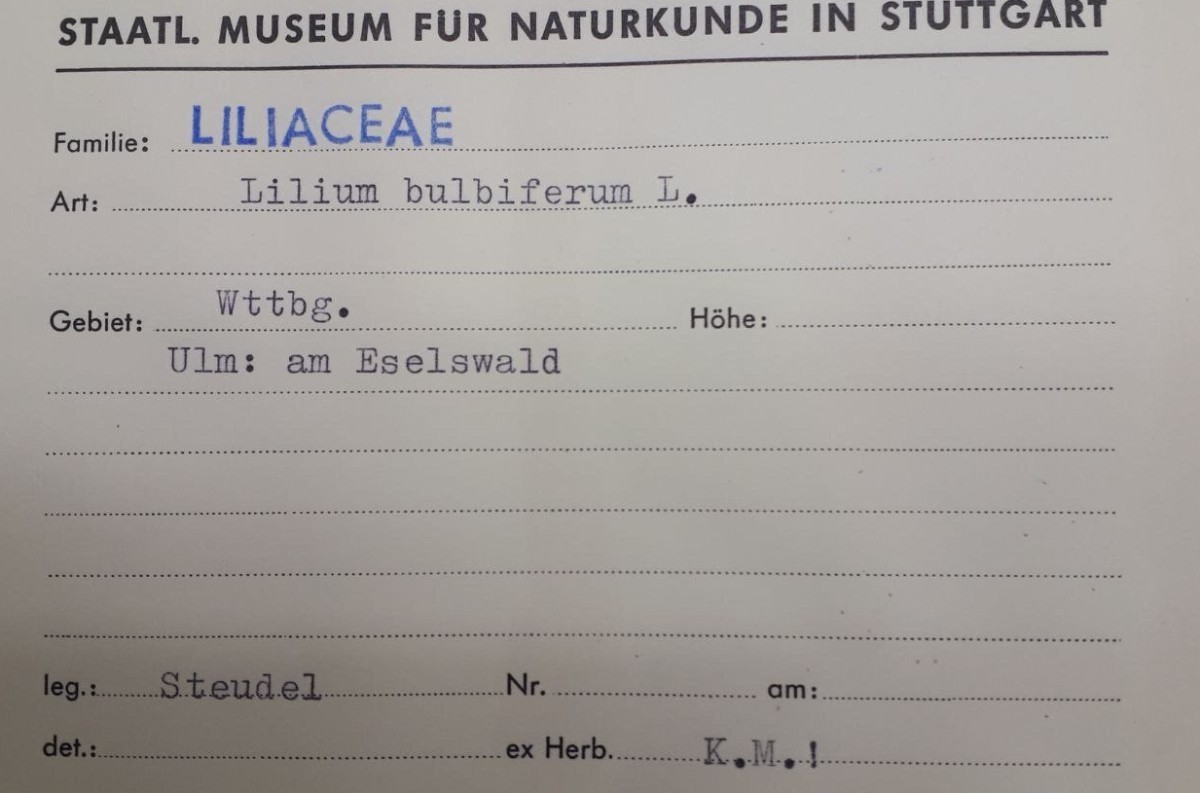 STAATL. MUSEUM FÜR NATURKUNDE IN STUTTGART
Familie: LILIACEAE
Art: Lilium bulbiferum L.
Gebiet: Wttbg. Höhe:
Ulm: am Eselswald
leg.: Steudel Nr. am:
det.: ex Herb. K.M.!